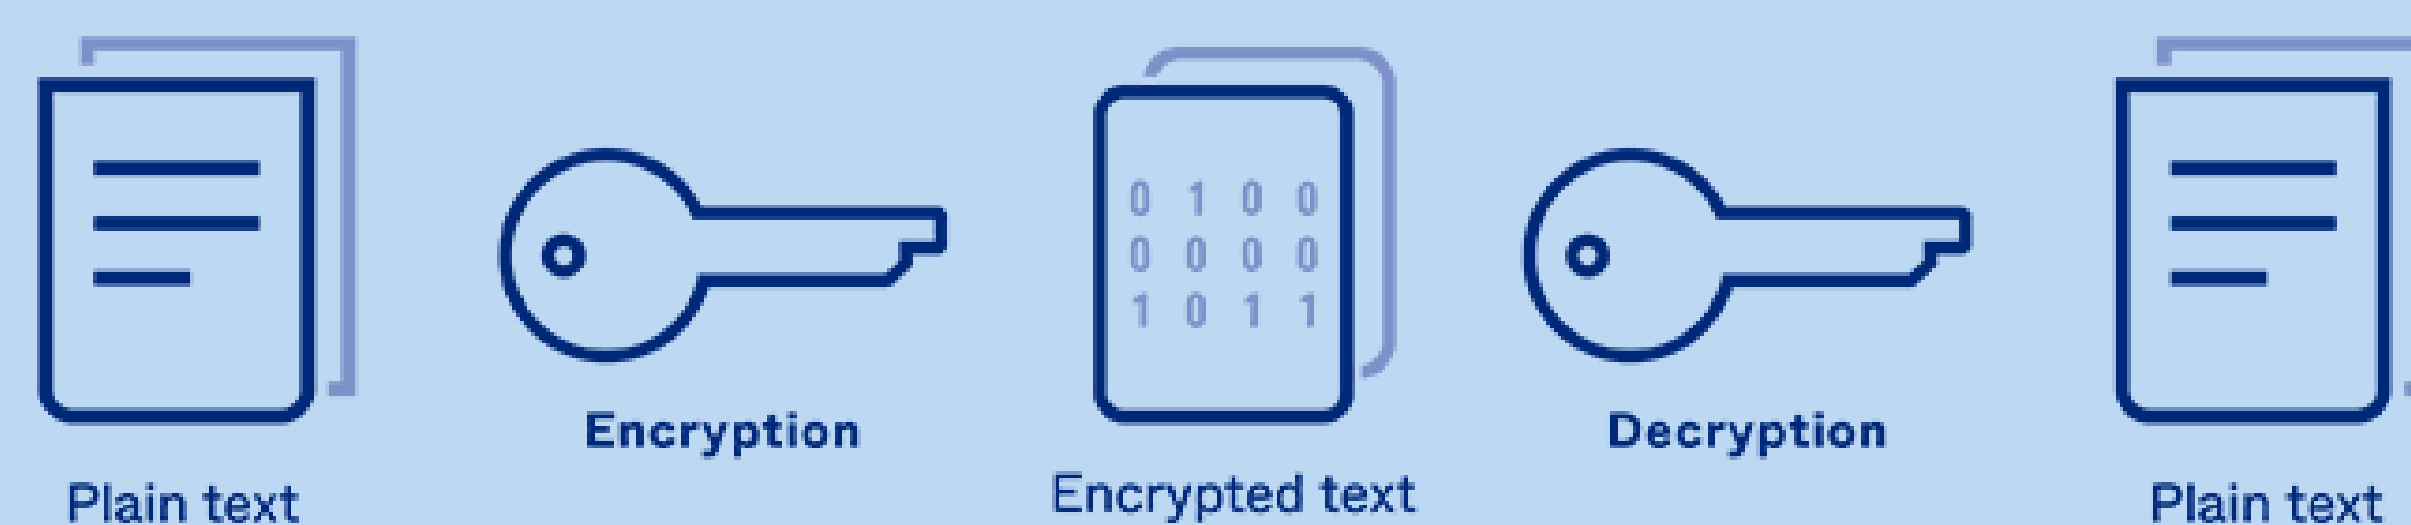 0 1 0 0
0 0 0 0
1 0 1 1
Encryption
Decryption
Plain text
Encrypted text
Plain text